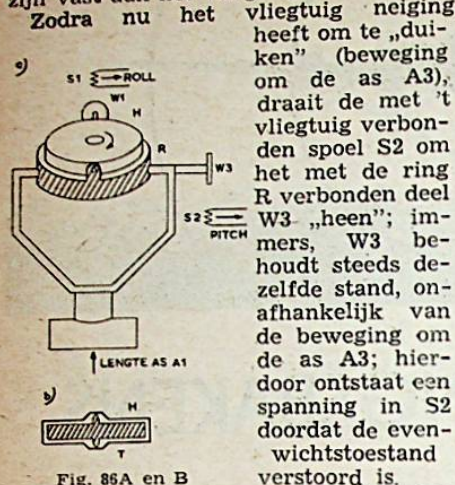 Zodra nu het vliegtuig neiging
heeft om te „dui-
ken” (beweging
om de as A3),
draait de met 't
vliegtuig verbon-
den spoel S2 om
het met de ring
R verbonden deel
W3 „heen”; im-
mers, W3 be-
houdt steeds de-
zelfde stand, on-
afhankelijk van
de beweging om
de as A3; hier-
door ontstaat een
spanning in S2
doordat de even-
wichtstoestand
verstoord is.
a)
S1 ROLL
W1
H
R
W3
S2
PITCH
LENGTE AS A1
b)
H
T
Fig. 86A en B